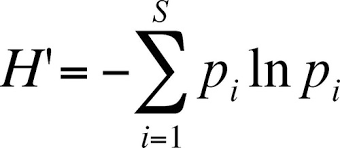 H' = -∑_{i=1}^{S} p_i ln p_i